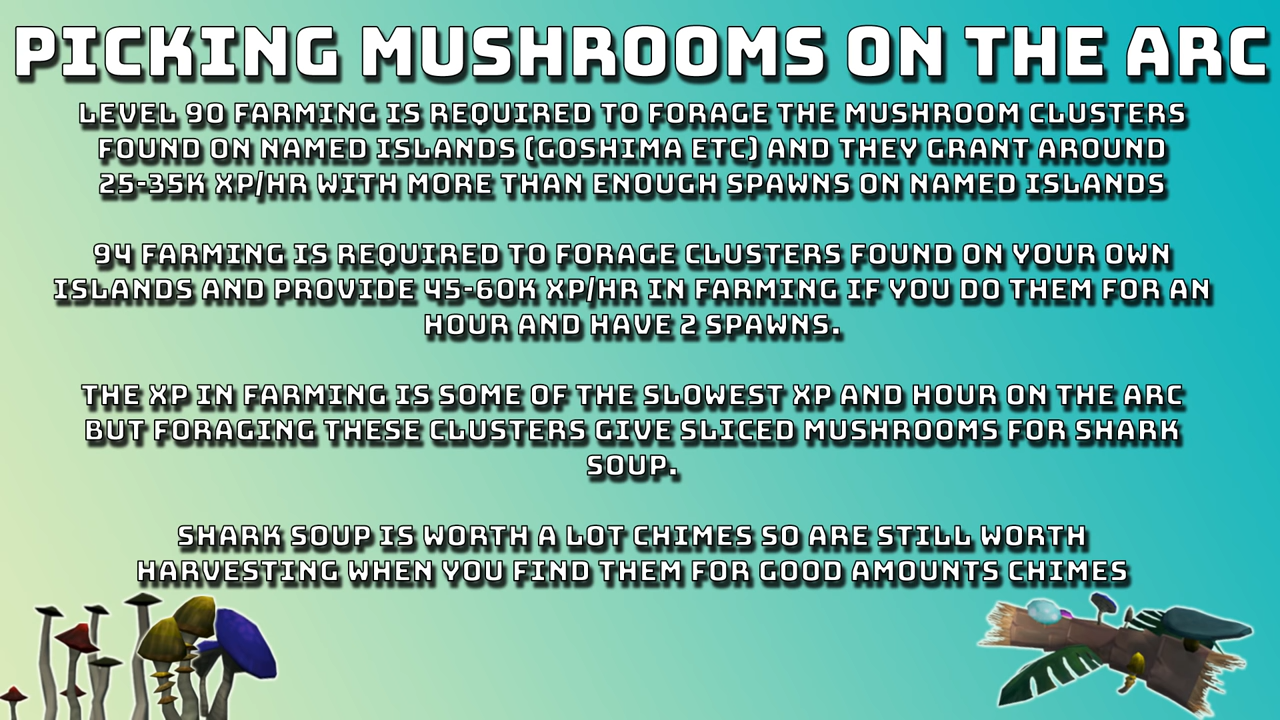 PICKING MUSHROOMS ON THE ARC
LEVEL 90 FARMING IS REQUIRED TO FORAGE THE MUSHROOM CLUSTERS
FOUND ON NAMED ISLANDS (GOSHIMA ETC) AND THEY GRANT AROUND
25-35K XP/HR WITH MORE THAN ENOUGH SPAWNS ON NAMED ISLANDS
94 FARMING IS REQUIRED TO FORAGE CLUSTERS FOUND ON YOUR OWN
ISLANDS AND PROVIDE 45-60K XP/HR IN FARMING IF YOU DO THEM FOR AN
HOUR AND HAVE 2 SPAWNS.
THE XP IN FARMING IS SOME OF THE SLOWEST XP AND HOUR ON THE ARC
BUT FORAGING THESE CLUSTERS GIVE SLICED MUSHROOMS FOR SHARK
SOUP.
SHARK SOUP IS WORTH A LOT CHIMES SO ARE STILL WORTH
HARVESTING WHEN YOU FIND THEM FOR GOOD AMOUNTS CHIMES